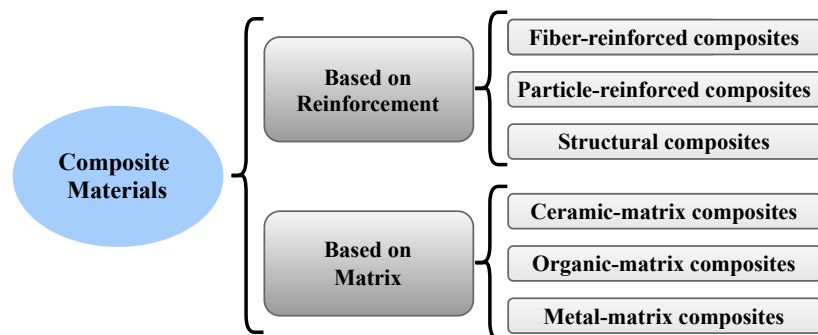 Composite
Materials
Based on
Reinforcement
Fiber-reinforced composites
Particle-reinforced composites
Structural composites
Based on
Matrix
Ceramic-matrix composites
Organic-matrix composites
Metal-matrix composites